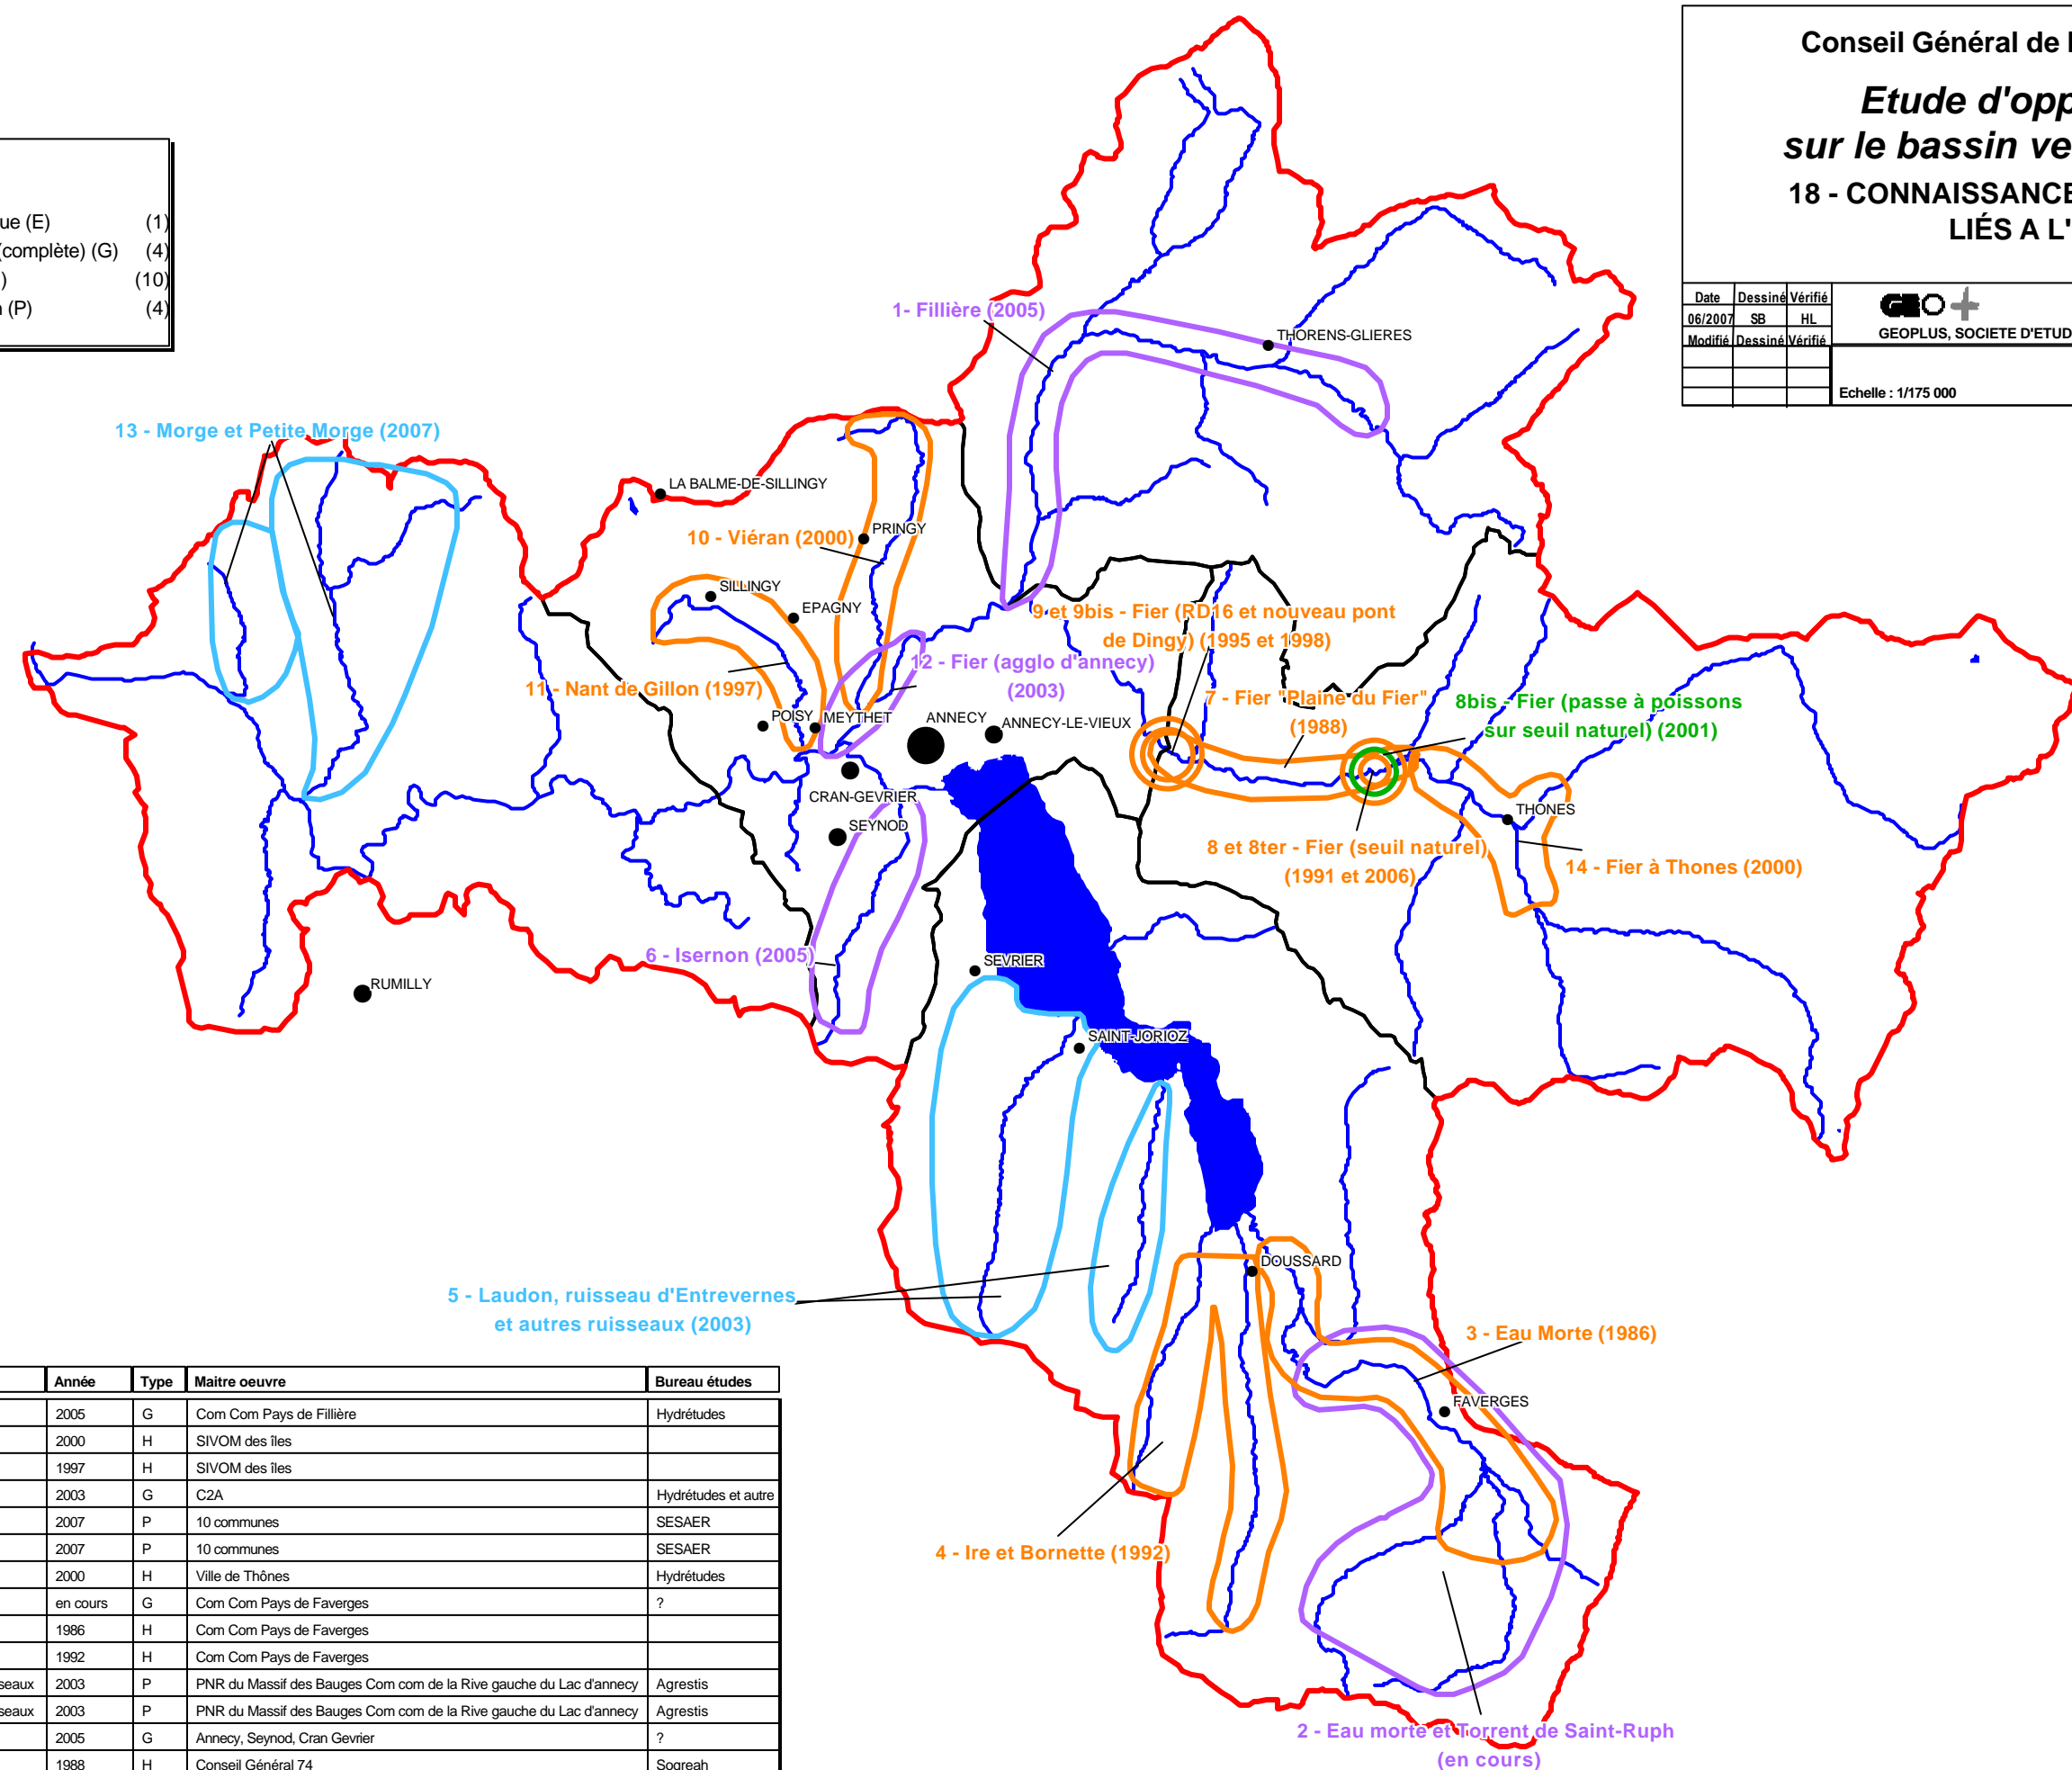 Conseil Général de
Etude d'opp
sur le bassin ve
18 - CONNAISSANCE
LIÉS A L'
Date Dessiné Vérifié
06/2007 SB HL
Modifié Dessiné Vérifié
GEO
GEOPLUS, SOCIETE D'ETUD
Echelle : 1/175 000
ue (E) (1)
(complète) (G) (4)
) (10)
(P) (4)
1- Fillière (2005)
THORENS-GLIERES
13 - Morge et Petite Morge (2007)
LA BALME-DE-SILLINGY
10 - Viéran (2000)
PRINGY
SILLINGY
EPAGNY
9 et 9bis - Fier (RD16 et nouveau pont
de Dingy) (1995 et 1998)
12 - Fier (agglo d'annecy)
(2003)
11 - Nant de Gillon (1997)
7 - Fier "Plaine du Fier"
(1988)
8bis - Fier (passe à poissons
sur seuil naturel) (2001)
POISY
MEYTHET
ANNECY
ANNECY-LE-VIEUX
CRAN-GEVRIER
SEYNOD
THONES
8 et 8ter - Fier (seuil naturel)
(1991 et 2006)
14 - Fier à Thones (2000)
6 - Isernon (2005)
SEVRIER
RUMILLY
SAINT-JORIOZ
DOUSSARD
5 - Laudon, ruisseau d'Entrevernes
et autres ruisseaux (2003)
3 - Eau Morte (1986)
FAVERGES
4 - Ire et Bornette (1992)
2 - Eau morte et Torrent de Saint-Ruph
(en cours)
Année Type Maitre oeuvre Bureau études
2005 G Com Com Pays de Fillière Hydrétudes
2000 H SIVOM des îles
1997 H SIVOM des îles
2003 G C2A Hydrétudes et autre
2007 P 10 communes SESAER
2007 P 10 communes SESAER
2000 H Ville de Thônes Hydrétudes
en cours G Com Com Pays de Faverges ?
1986 H Com Com Pays de Faverges
1992 H Com Com Pays de Faverges
seaux 2003 P PNR du Massif des Bauges Com com de la Rive gauche du Lac d'annecy Agrestis
seaux 2003 P PNR du Massif des Bauges Com com de la Rive gauche du Lac d'annecy Agrestis
2005 G Annecy, Seynod, Cran Gevrier ?
1988 H Conseil Général 74 Sogreah